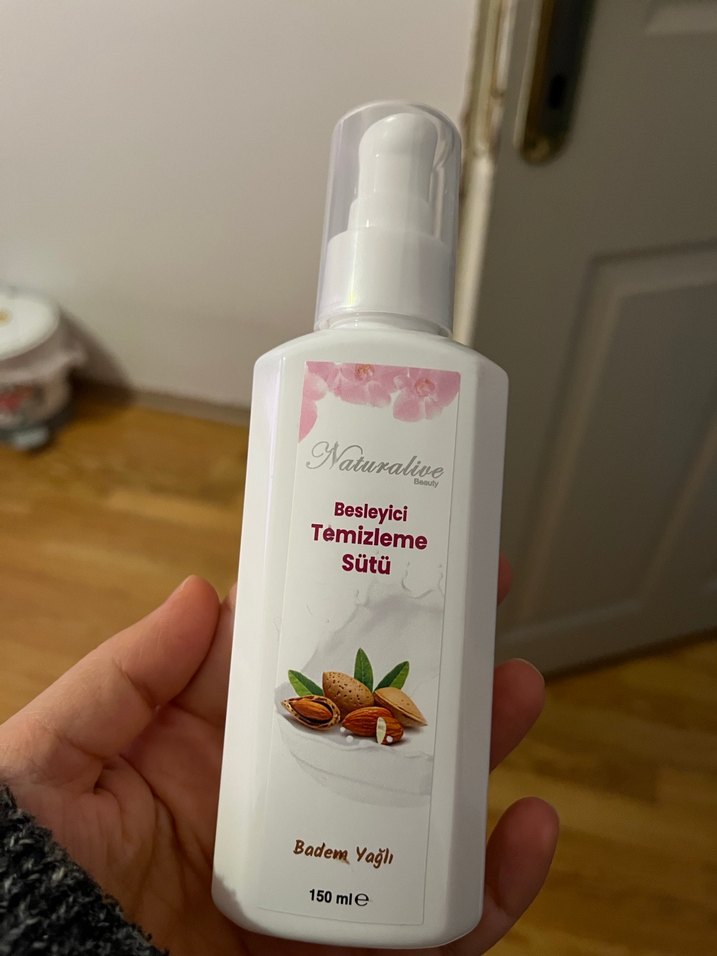 Naturalive
Beauty
Besleyici
Temizleme
Sütü
Badem Yağlı
150 ml ℮